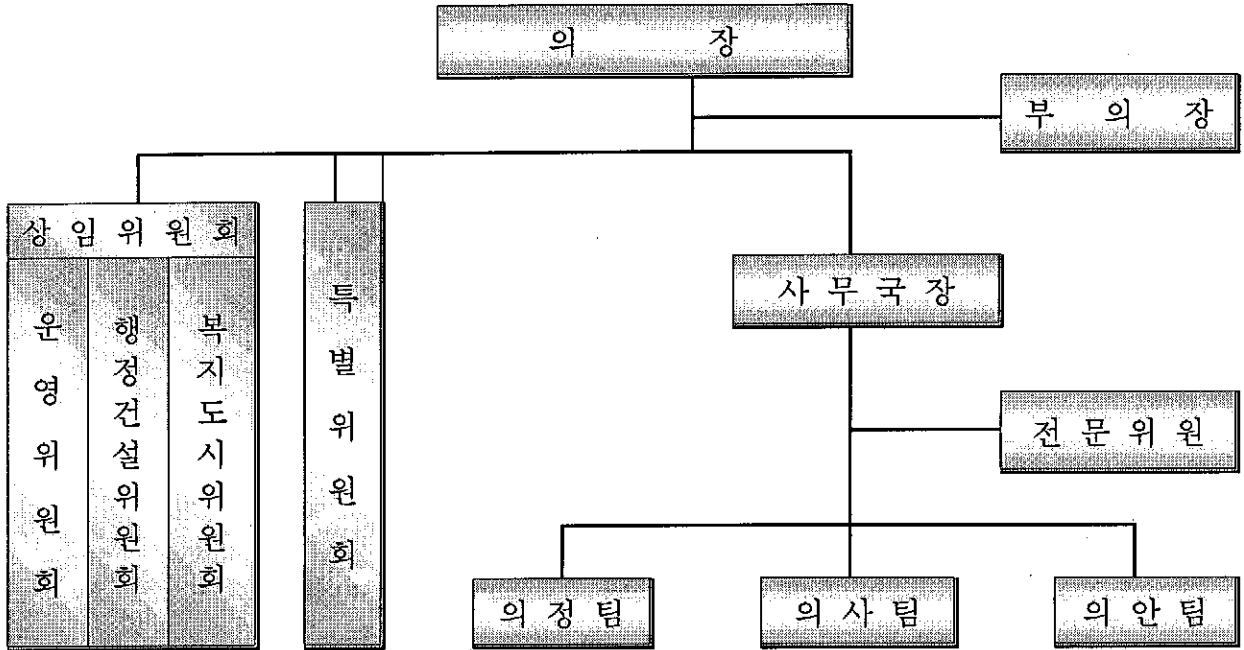 의 장
부 의 장
상 임 위 원 회
운영위원회
행정건설위원회
복지도시위원회
특별위원회
사 무 국 장
전 문 위 원
의 정 팀
의 사 팀
의 안 팀